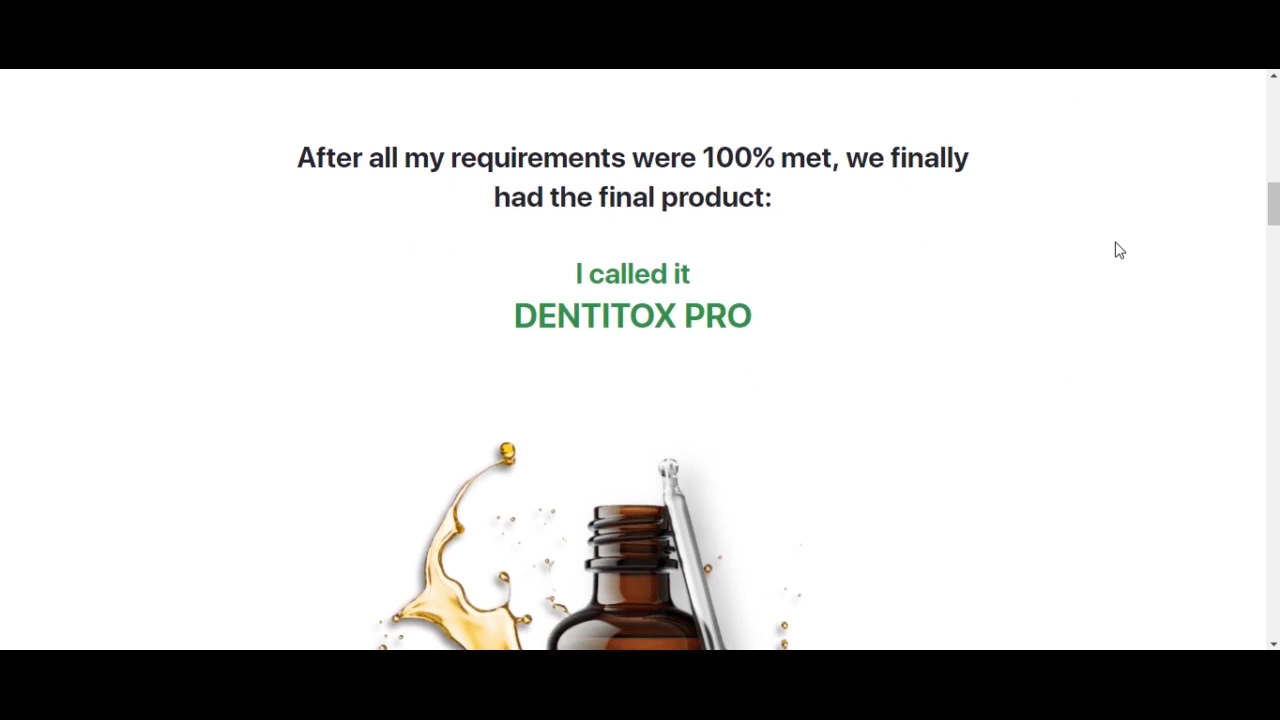 After all my requirements were 100% met, we finally
had the final product:
I called it
DENTITOX PRO